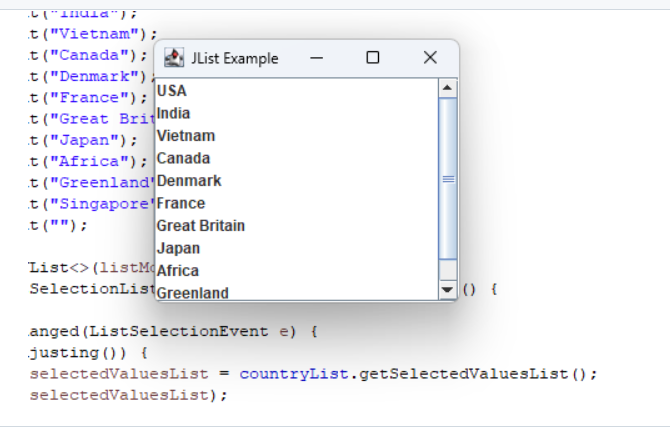 .t("India");
.t("Vietnam");
.t("Canada");
.t("Denmark")
.t("France");
.t("Great Brit
.t("Japan");
.t("Africa");
.t("Greenland"
.t("Singapore"
.t("");
JList Example
USA
India
Vietnam
Canada
Denmark
France
Great Britain
Japan
Africa
Greenland
List<>(listMo
SelectionList () {
anged(ListSelectionEvent e) {
justing()) {
selectedValuesList = countryList.getSelectedValuesList();
selectedValuesList);